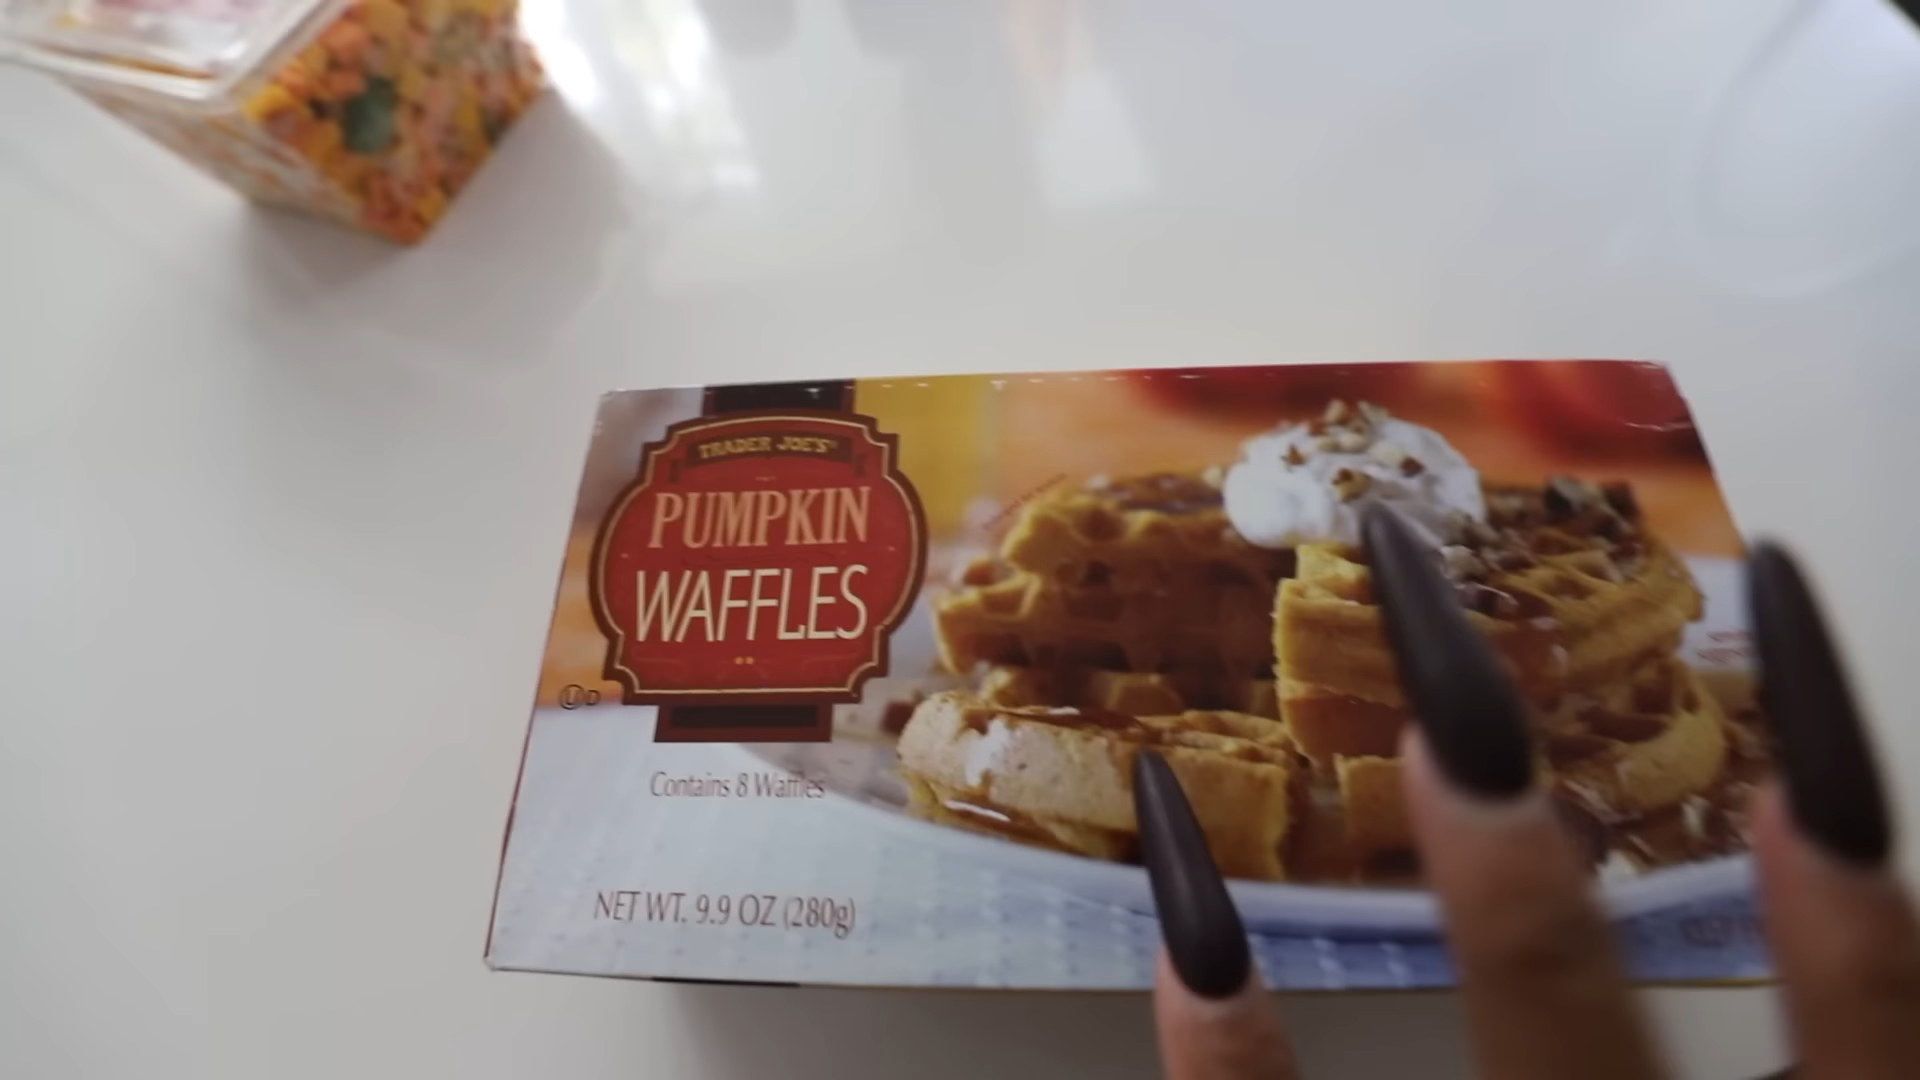 TRADER JOE'S
PUMPKIN
WAFFLES
U D
Contains 8 Waffles
NET WT. 9.9 OZ (280g)